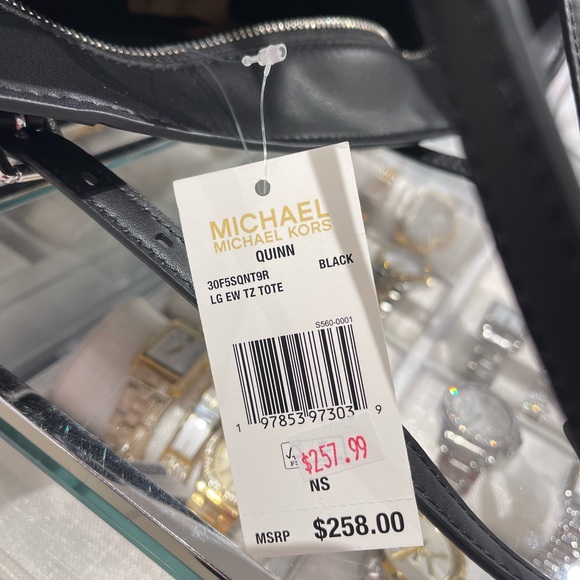 MICHAEL
MICHAEL KORS
QUINN
30F5SQNT9R BLACK
LG EW TZ TOTE
S560-0001
1 97853 97303 9
$257.99
NS
MSRP $258.00